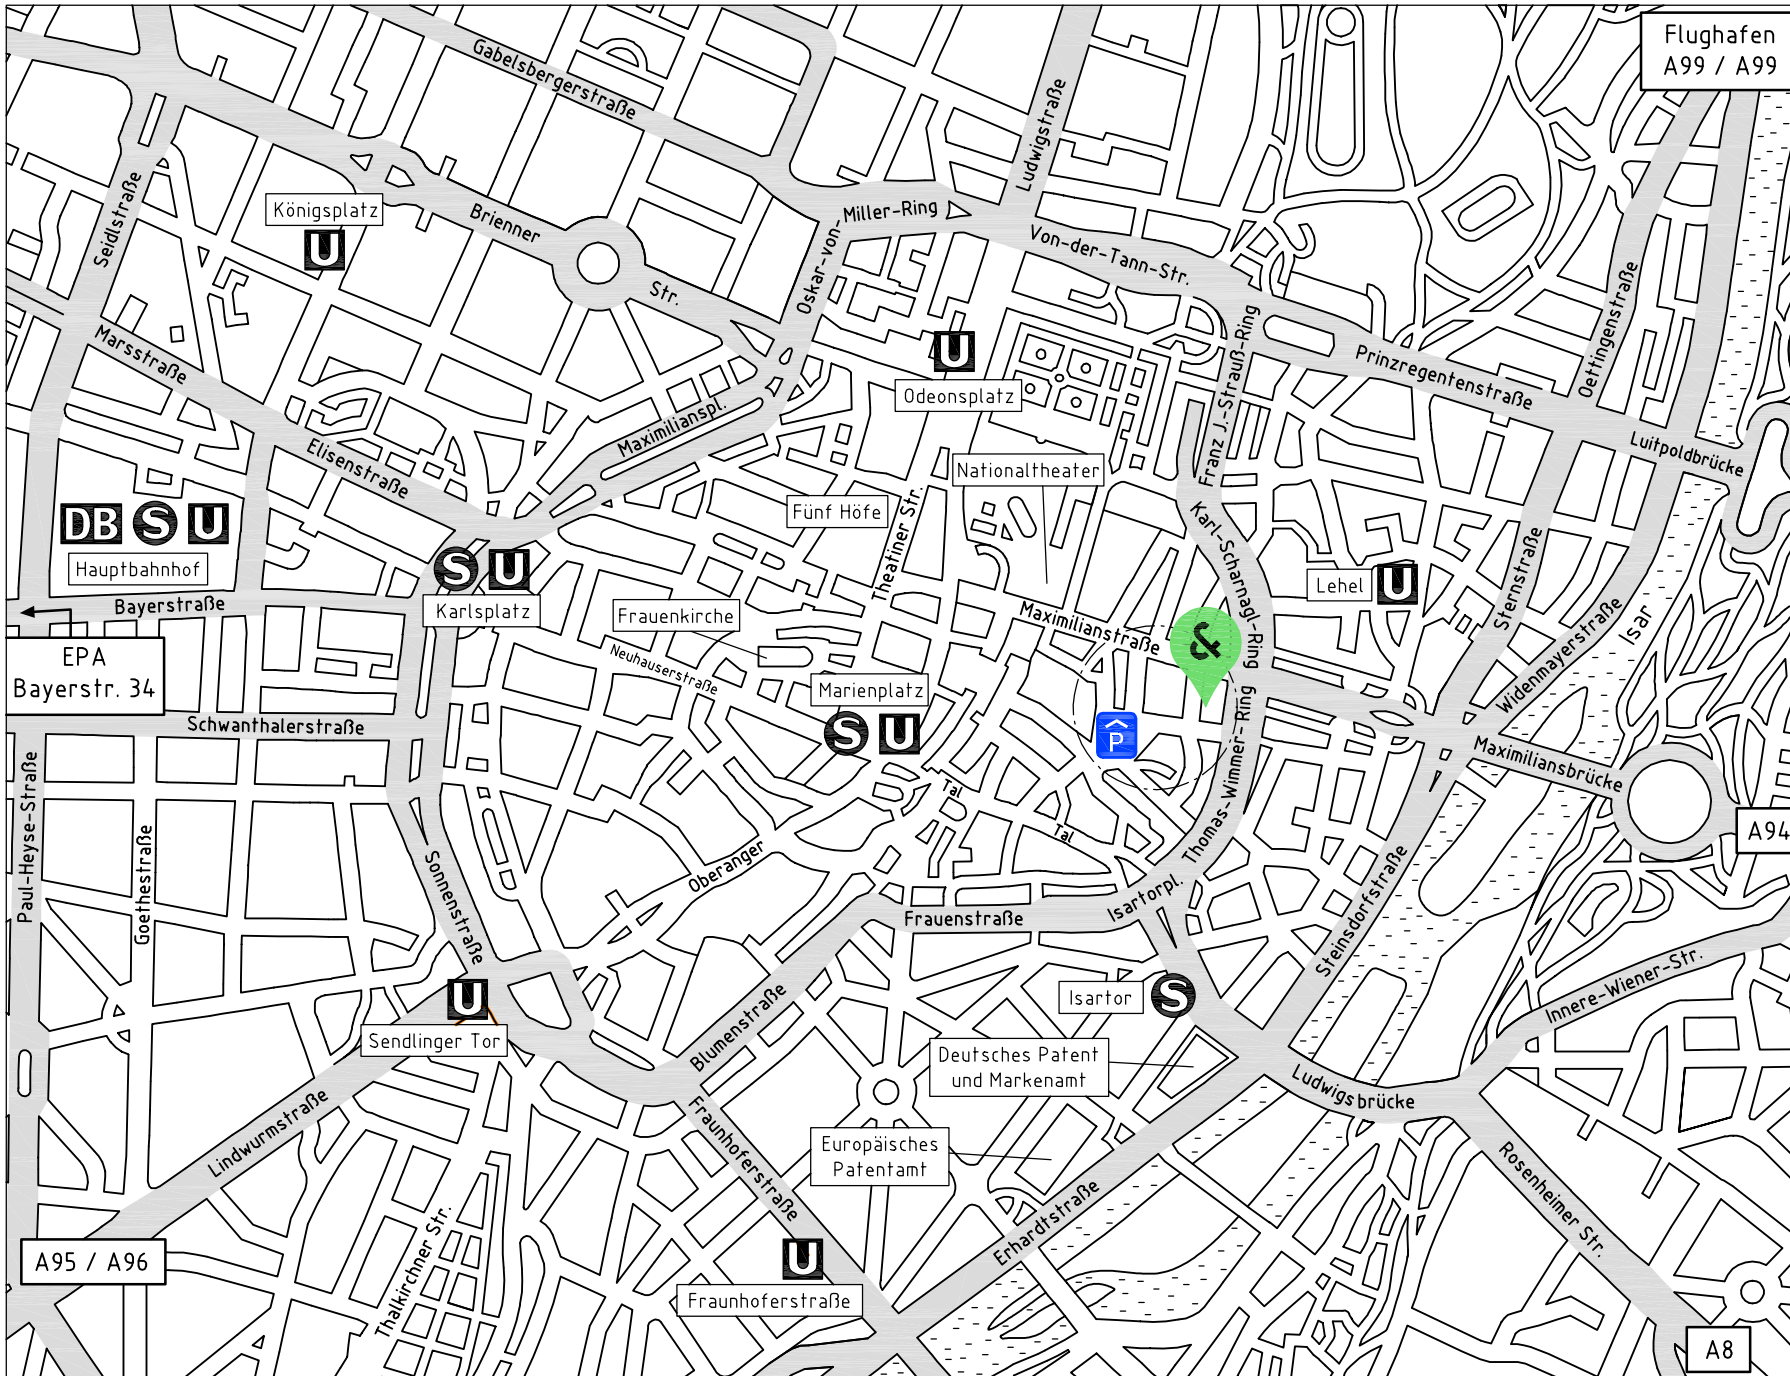 Flughafen
A99 / A99
Gabelsbergerstraße
Ludwigstraße
Seidlstraße
Königsplatz
U
Brienner
Str.
Oskar-von-
Miller-Ring
Von-der-Tann-Str.
Marsstraße
U
Odeonsplatz
Franz J.-Strauß-Ring
Prinzregentenstraße
Oettingenstraße
Luitpoldbrücke
Maximilianspl.
Elisenstraße
Nationaltheater
Fünf Höfe
Theatiner Str.
DB S U
Hauptbahnhof
S U
Karlsplatz
Karl-Scharnagl-Ring
Lehel
U
Sternstraße
Bayerstraße
Frauenkirche
Maximilianstraße
&
Isar
Widenmayerstraße
EPA
Bayerstr. 34
Neuhauserstraße
Marienplatz
S U
Schwanthalerstraße
P
Thomas-Wimmer-Ring
Maximiliansbrücke
Paul-Heyse-Straße
Goethestraße
Tal
Tal
A94
Sonnenstraße
Oberanger
Frauenstraße
Isartorpl.
Steinsdorfstraße
Innere-Wiener-Str.
U
Sendlinger Tor
Isartor
S
Blumenstraße
Deutsches Patent
und Markenamt
Ludwigsbrücke
Lindwurmstraße
Fraunhoferstraße
Europäisches
Patentamt
Rosenheimer Str.
Erhardtstraße
Thalkirchner Str.
A95 / A96
U
Fraunhoferstraße
A8